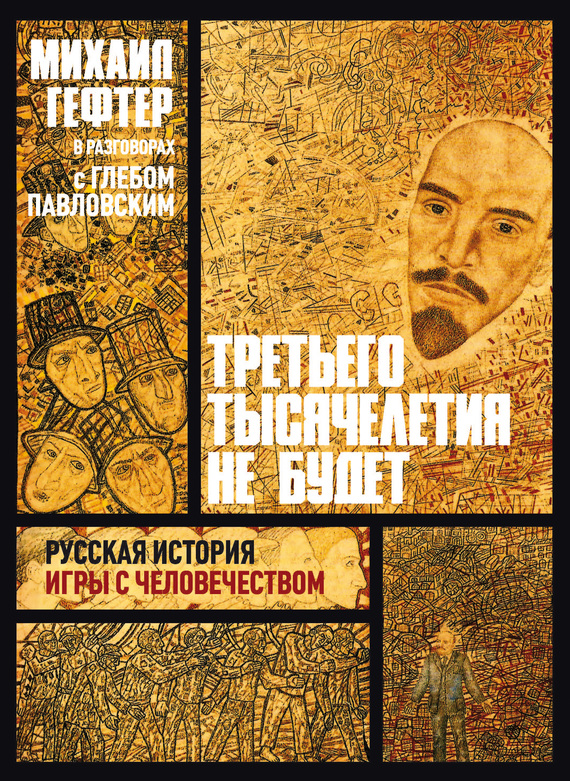 МИХАИЛ
ГЕФТЕР
В РАЗГОВОРАХ
С ГЛЕБОМ
ПАВЛОВСКИМ
ТРЕТЬЕГО
ТЫСЯЧЕЛЕТИЯ
НЕ БУДЕТ
РУССКАЯ ИСТОРИЯ
ИГРЫ С ЧЕЛОВЕЧЕСТВОМ